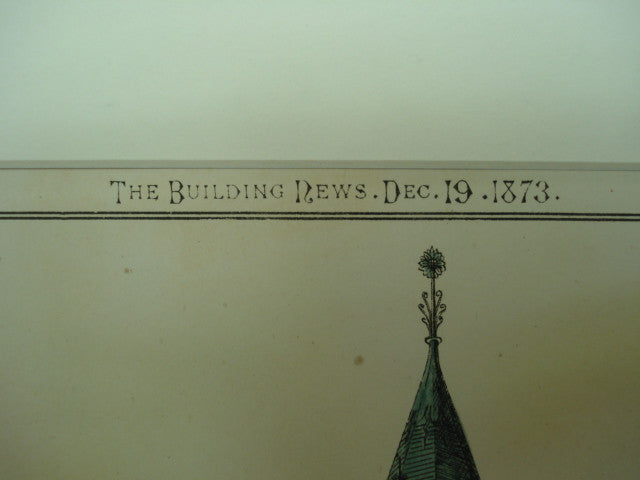 The Building News. Dec. 19. 1873.